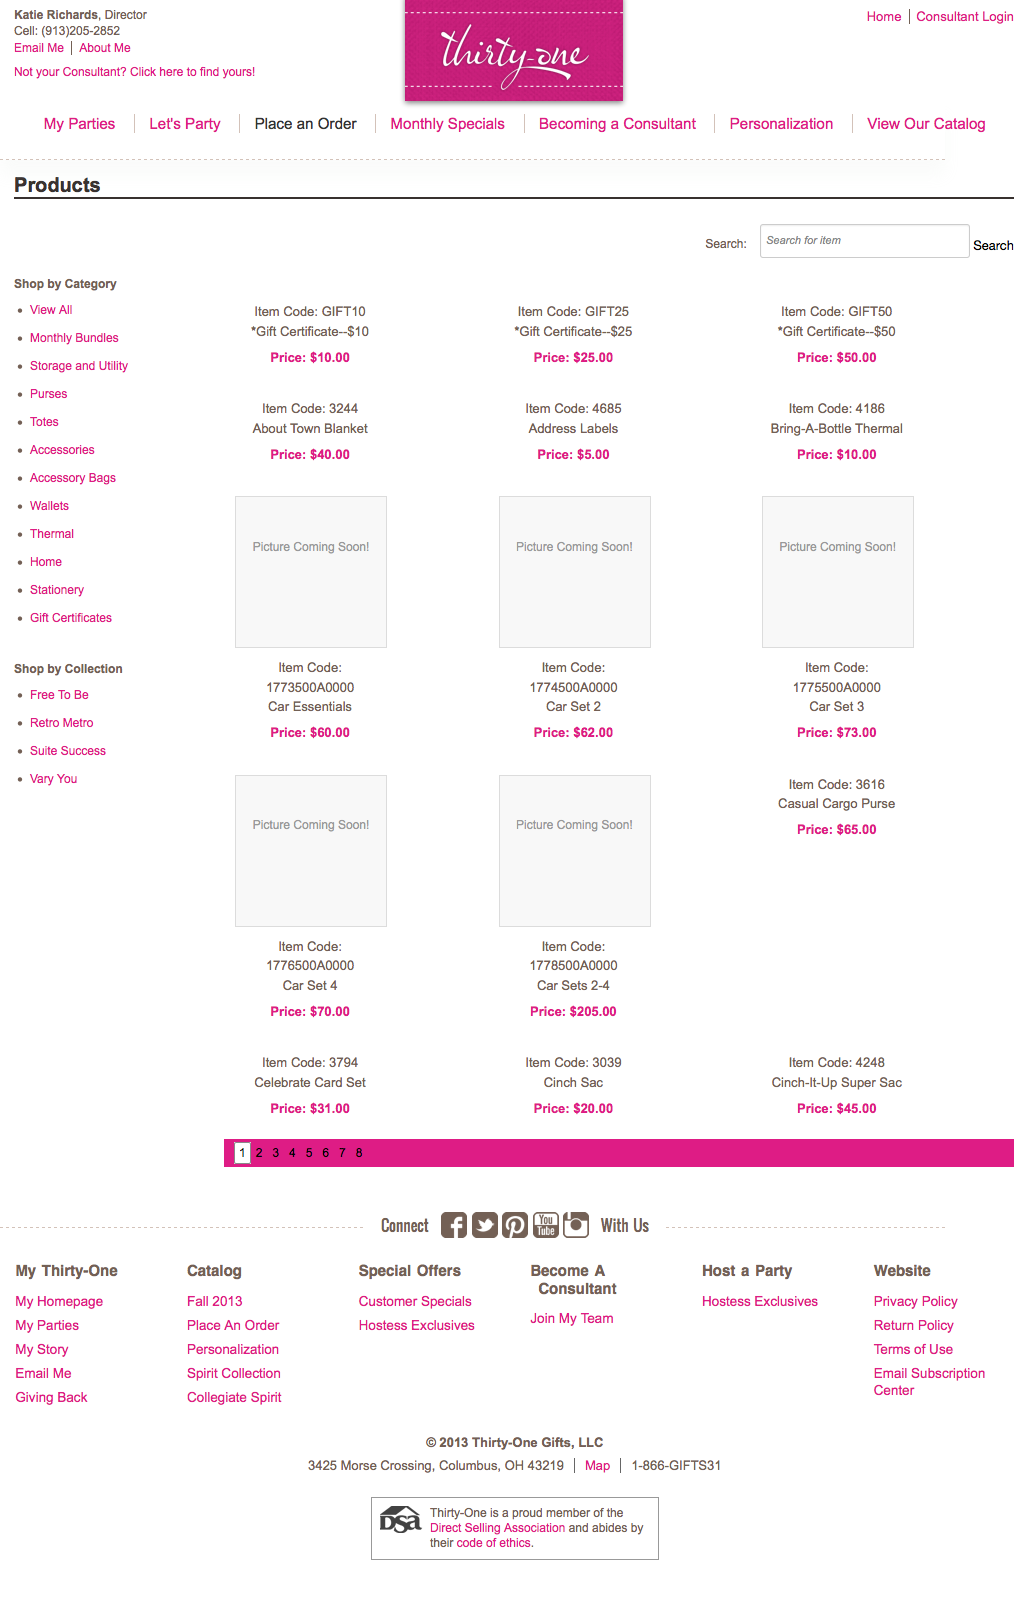 Katie Richards, Director
Cell: (913)205-2852
Email Me | About Me
Not your Consultant? Click here to find yours!
thirty-one
Home | Consultant Login
My Parties | Let's Party | Place an Order | Monthly Specials | Becoming a Consultant | Personalization | View Our Catalog
Products
Search: Search for item Search
Shop by Category
View All
Monthly Bundles
Storage and Utility
Purses
Totes
Accessories
Accessory Bags
Wallets
Thermal
Home
Stationery
Gift Certificates
Shop by Collection
Free To Be
Retro Metro
Suite Success
Vary You
Item Code: GIFT10
*Gift Certificate--$10
Price: $10.00
Item Code: GIFT25
*Gift Certificate--$25
Price: $25.00
Item Code: GIFT50
*Gift Certificate--$50
Price: $50.00
Item Code: 3244
About Town Blanket
Price: $40.00
Item Code: 4685
Address Labels
Price: $5.00
Item Code: 4186
Bring-A-Bottle Thermal
Price: $10.00
Picture Coming Soon!
Item Code:
1773500A0000
Car Essentials
Price: $60.00
Picture Coming Soon!
Item Code:
1774500A0000
Car Set 2
Price: $62.00
Picture Coming Soon!
Item Code:
1775500A0000
Car Set 3
Price: $73.00
Picture Coming Soon!
Item Code:
1776500A0000
Car Set 4
Price: $70.00
Picture Coming Soon!
Item Code:
1778500A0000
Car Sets 2-4
Price: $205.00
Item Code: 3616
Casual Cargo Purse
Price: $65.00
Item Code: 3794
Celebrate Card Set
Price: $31.00
Item Code: 3039
Cinch Sac
Price: $20.00
Item Code: 4248
Cinch-It-Up Super Sac
Price: $45.00
1 2 3 4 5 6 7 8
Connect You Tube With Us
My Thirty-One
My Homepage
My Parties
My Story
Email Me
Giving Back
Catalog
Fall 2013
Place An Order
Personalization
Spirit Collection
Collegiate Spirit
Special Offers
Customer Specials
Hostess Exclusives
Become A
Consultant
Join My Team
Host a Party
Hostess Exclusives
Website
Privacy Policy
Return Policy
Terms of Use
Email Subscription
Center
© 2013 Thirty-One Gifts, LLC
3425 Morse Crossing, Columbus, OH 43219 | Map | 1-866-GIFTS31
DSA
Thirty-One is a proud member of the
Direct Selling Association and abides by
their code of ethics.